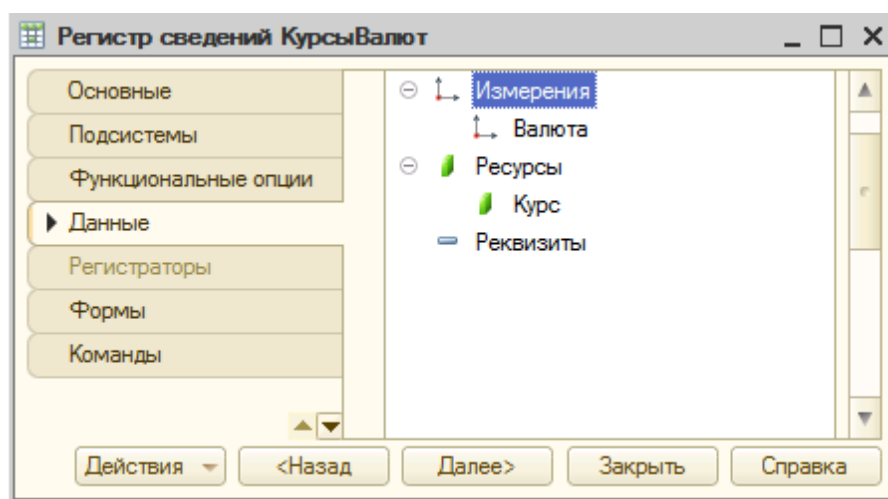 Регистр сведений КурсыВалют
Основные
Подсистемы
Функциональные опции
Данные
Регистраторы
Формы
Команды
Измерения
Валюта
Ресурсы
Курс
Реквизиты
Действия
<Назад
Далее>
Закрыть
Справка